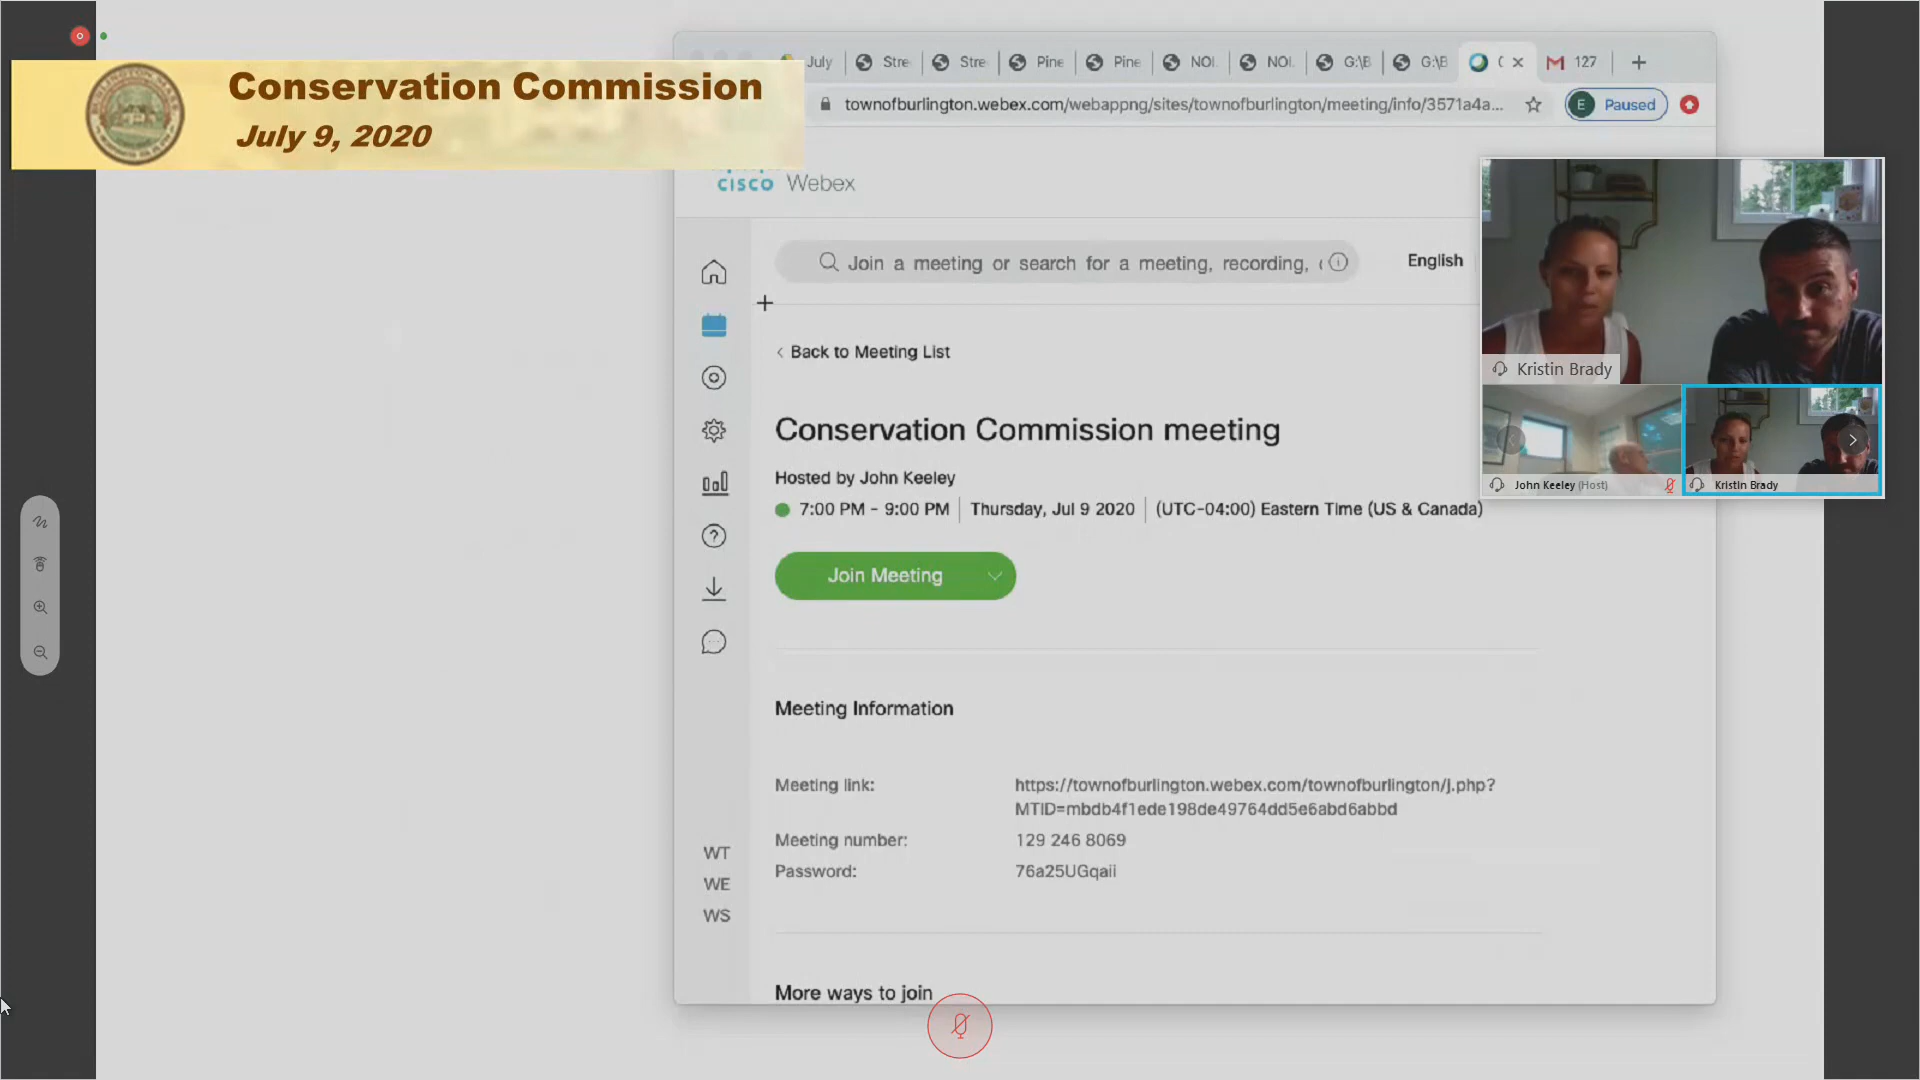 Conservation Commission
July 9, 2020
July
Stre
Stre
Pine
Pine
NOI
NOI
G:\B
G:\B
127
townofburlington.webex.com/webappng/sites/townofburlington/meeting/info/3571a4a...
E
Paused
CISCO Webex
Join a meeting or search for a meeting, recording,
English
Back to Meeting List
Conservation Commission meeting
Hosted by John Keeley
7:00 PM - 9:00 PM | Thursday, Jul 9 2020 | (UTC-04:00) Eastern Time (US & Canada)
Join Meeting
Meeting Information
Meeting link: https://townofburlington.webex.com/townofburlington/j.php?
MTID=mbdb4f1ede198de49764dd5e6abd6abbd
Meeting number: 129 246 8069
Password: 76a25UGqaii
WT
WE
WS
More ways to join
Kristin Brady
John Keeley (Host)
Kristin Brady